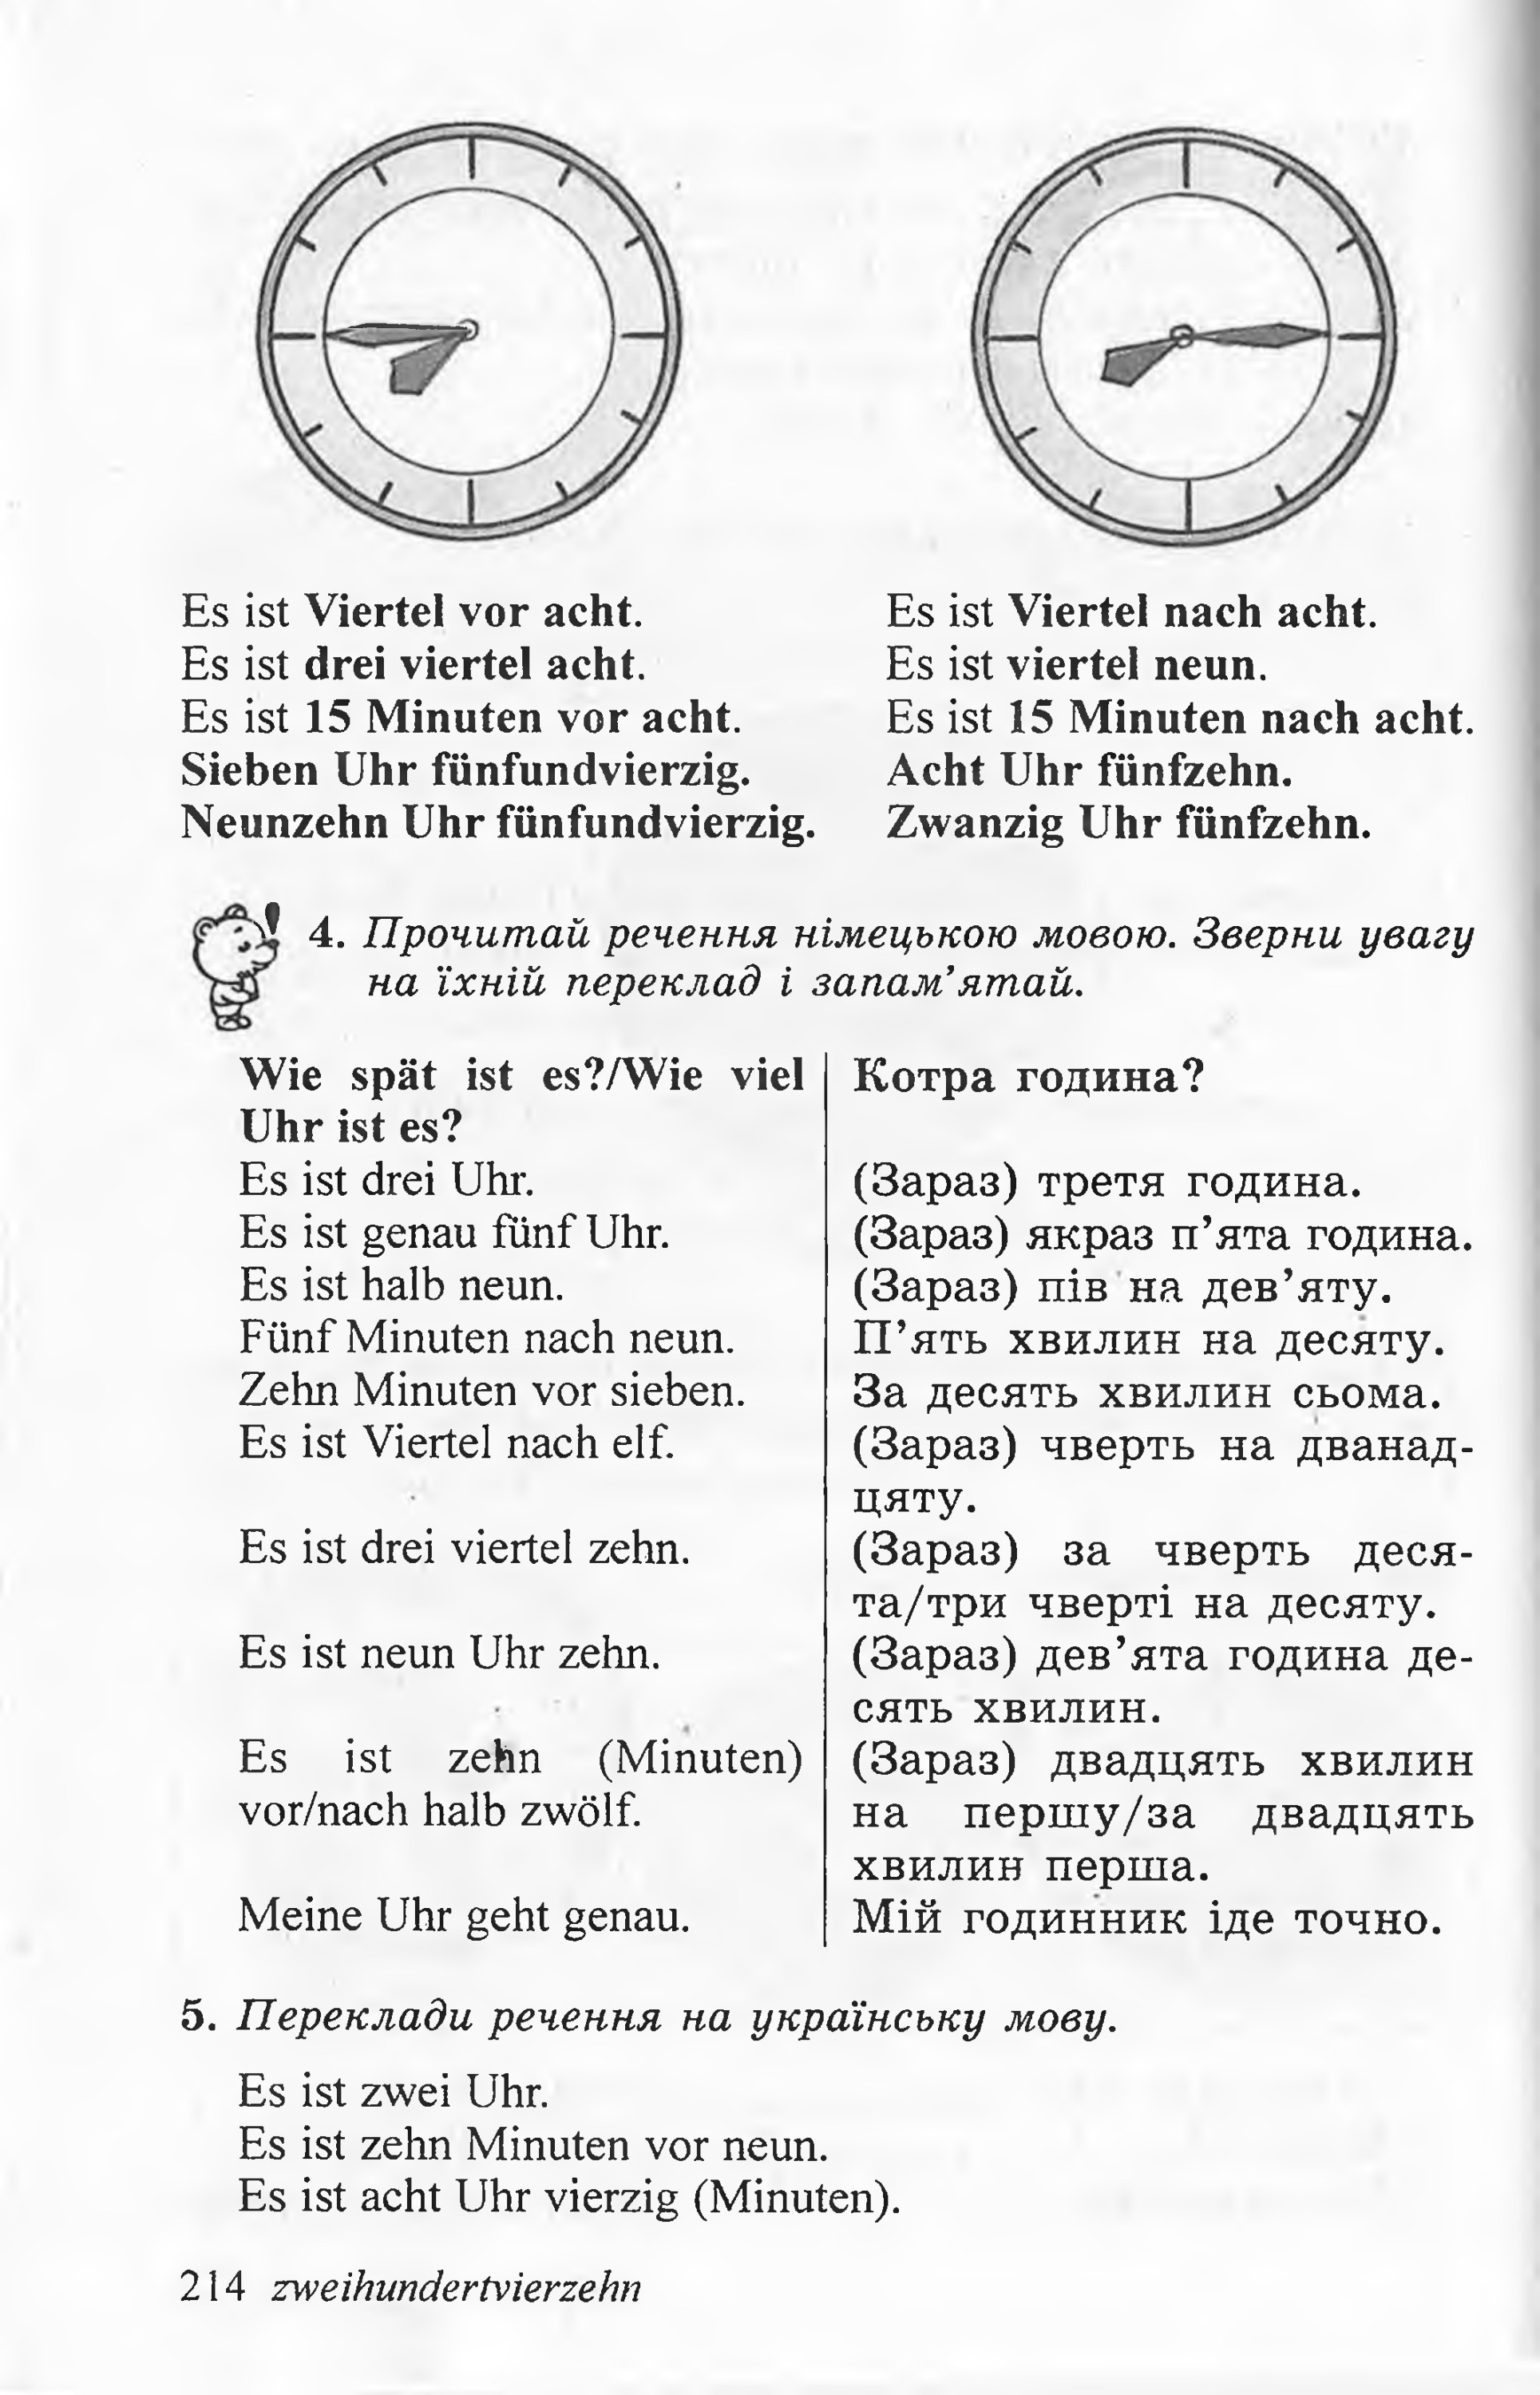 Es ist Viertel vor acht.
Es ist drei viertel acht.
Es ist 15 Minuten vor acht.
Sieben Uhr fünfundvierzig.
Neunzehn Uhr fünfundvierzig.
Es ist Viertel nach acht.
Es ist viertel neun.
Es ist 15 Minuten nach acht.
Acht Uhr fünfzehn.
Zwanzig Uhr fünfzehn.
!
4. Прочитай речення німецькою мовою. Зверни увагу
на їхній переклад і запам’ятай.
Wie spät ist es?/Wie viel
Uhr ist es?
Котра година?
Es ist drei Uhr.
(Зараз) третя година.
Es ist genau fünf Uhr.
(Зараз) якраз п’ята година.
Es ist halb neun.
(Зараз) пів на дев’яту.
Fünf Minuten nach neun.
П’ять хвилин на десяту.
Zehn Minuten vor sieben.
За десять хвилин сьома.
Es ist Viertel nach elf.
(Зараз) чверть на дванад-
цяту.
Es ist drei viertel zehn.
(Зараз) за чверть деся-
та/три чверті на десяту.
Es ist neun Uhr zehn.
(Зараз) дев’ята година де-
сять хвилин.
Es ist zehn (Minuten)
vor/nach halb zwölf.
(Зараз) двадцять хвилин
на першу/за двадцять
хвилин перша.
Meine Uhr geht genau.
Мій годинник іде точно.
5. Переклади речення на українську мову.
Es ist zwei Uhr.
Es ist zehn Minuten vor neun.
Es ist acht Uhr vierzig (Minuten).
214 zweihundertvierzehn